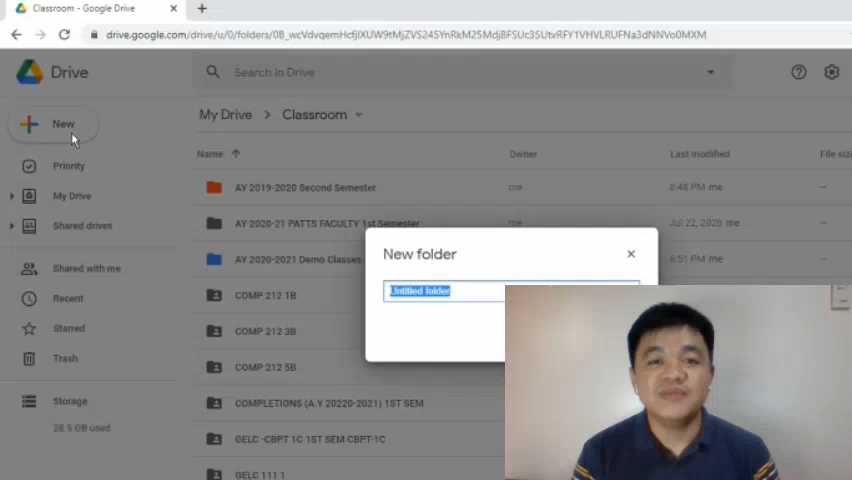 Classroom - Google Drive
drive.google.com/drive/u/0/folders/
Drive
Search in Drive
New
My Drive > Classroom
Name
Owner
Last modified
File size
Priority
AY 2019-2020 Second Semester
me
8:48 PM me
--
My Drive
AY 2020-21 PATTS FACULTY 1st Semester
me
Jul 22, 2020 me
--
Shared drives
New folder
AY 2020-2021 Demo Classes
8:51 PM me
--
Shared with me
Untitled folder
COMP 212 1B
Recent
Starred
COMP 212 3B
Trash
COMP 212 5B
Storage
COMPLETIONS (A.Y 20220-2021) 1ST SEM
28.5 GB used
GELC -CBPT 1C 1ST SEM CBPT-1C
GELC 111 1